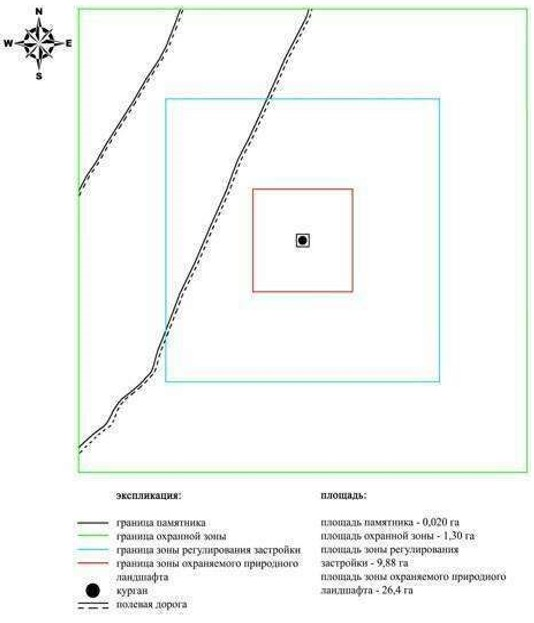 N
W E
S
экспликация:
граница памятника
граница охранной зоны
граница зоны регулирования застройки
граница зоны охраняемого природного
ландшафта
курган
полевая дорога
площадь:
площадь памятника - 0,020 га
площадь охранной зоны - 1,30 га
площадь зоны регулирования
застройки - 9,88 га
площадь зоны охраняемого природного
ландшафта - 26,4 га